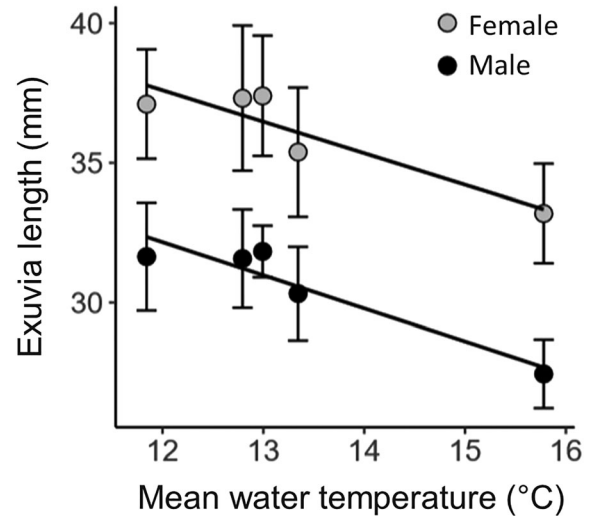 Female
Male
40
35
30
Exuvia length (mm)
12 13 14 15 16
Mean water temperature (°C)